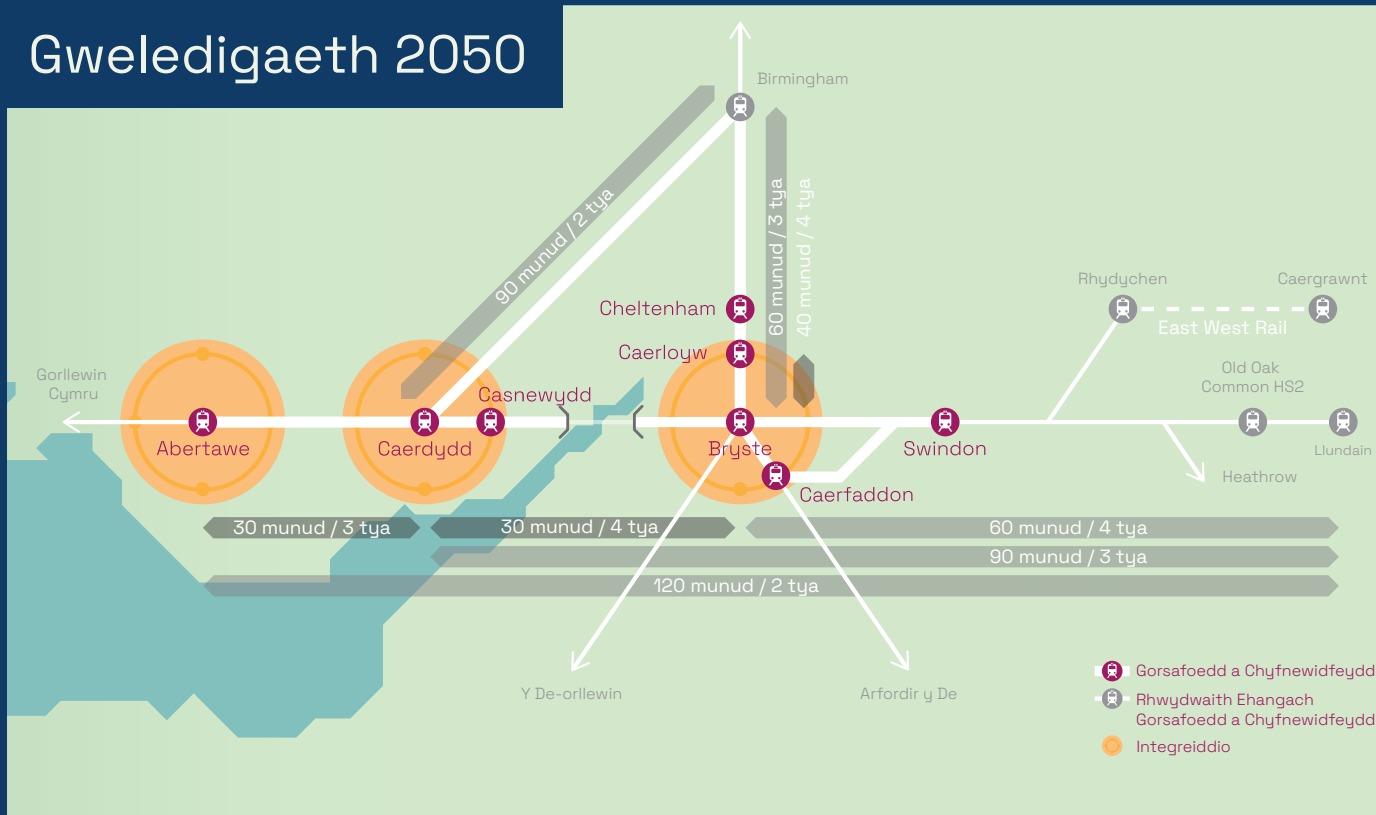 Gweledigaeth 2050
Birmingham
90 munud / 2 tya
60 munud / 3 tya
40 munud / 4 tya
Rhydychen
Caergrawnt
East West Rail
Cheltenham
Caerloyw
Old Oak
Common HS2
Gorllewin
Cymru
Casnewydd
Abertawe
Caerdydd
Bryste
Swindon
Llundain
Heathrow
Caerfaddon
30 munud / 3 tya
30 munud / 4 tya
60 munud / 4 tya
90 munud / 3 tya
120 munud / 2 tya
Y De-orllewin
Arfordir y De
Gorsafoedd a Chyfnewidfeydd
Rhwydwaith Ehangach
Gorsafoedd a Chyfnewidfeydd
Integreiddio